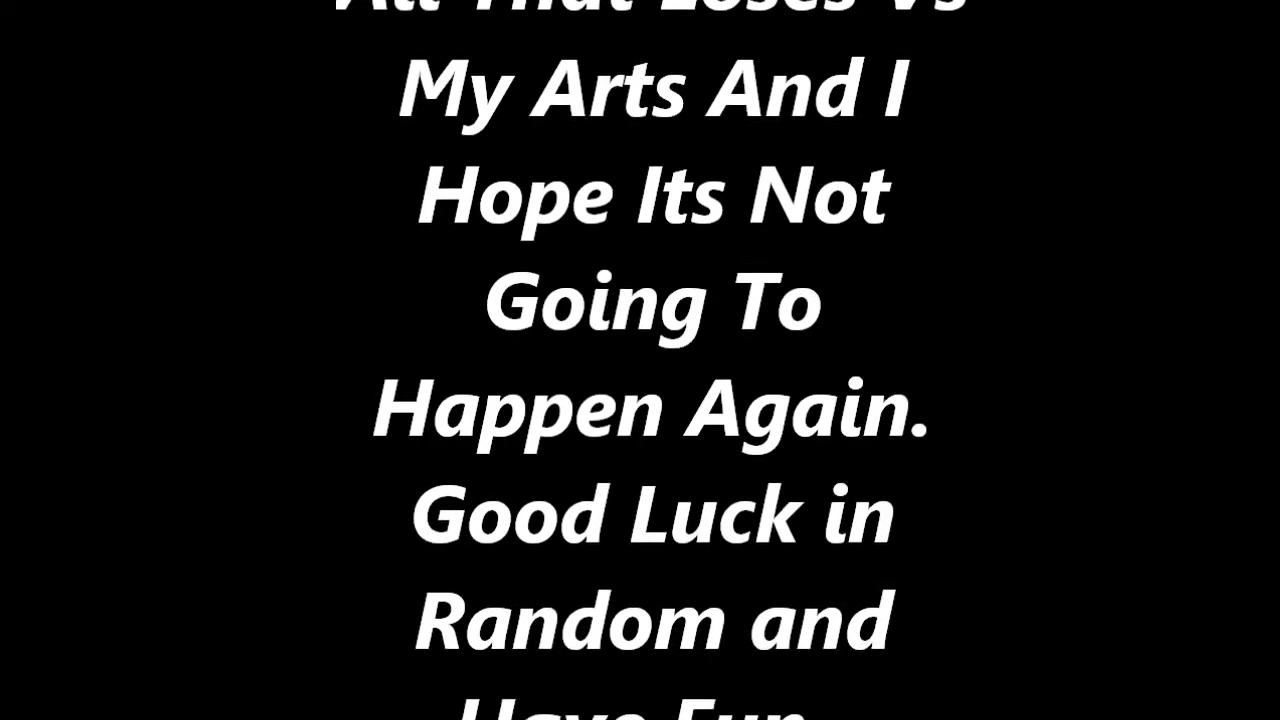 All That Loses Vs
My Arts And I
Hope Its Not
Going To
Happen Again.
Good Luck in
Random and
Have Fun